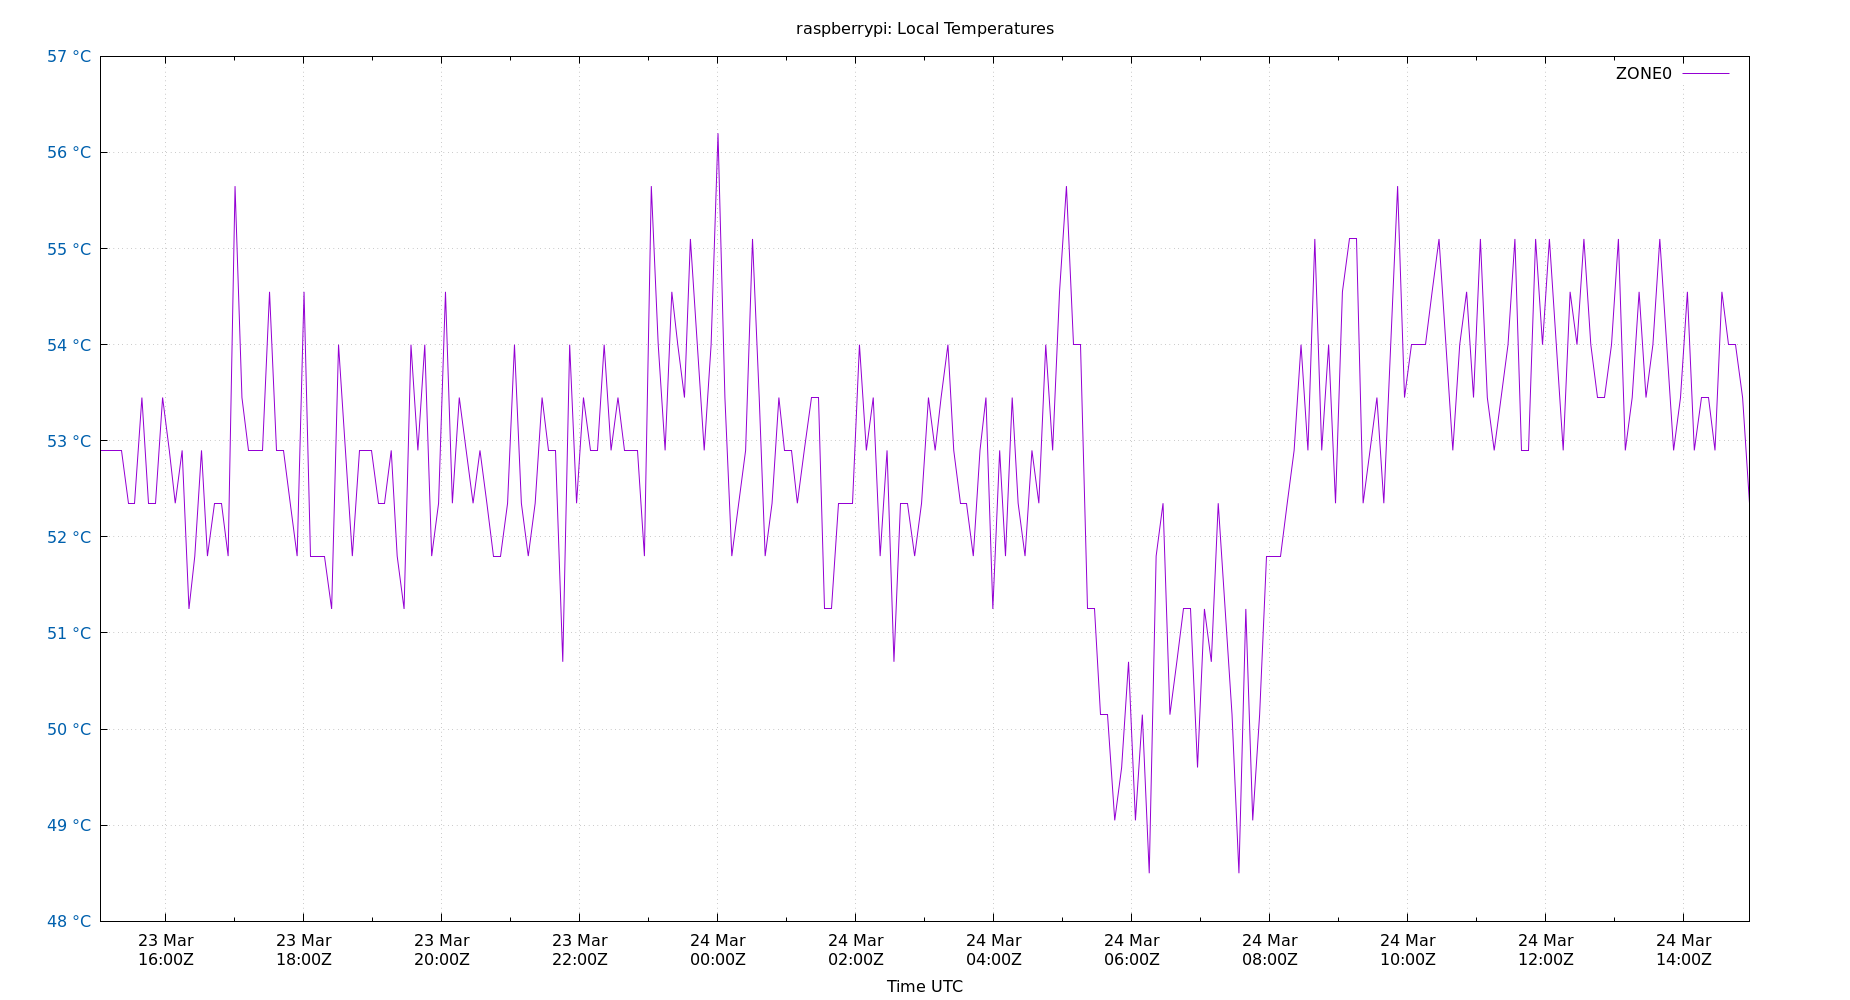 raspberrypi: Local Temperatures
57 °C
ZONE0
56 °C
55 °C
54 °C
53 °C
52 °C
51 °C
50 °C
49 °C
48 °C
23 Mar 23 Mar 23 Mar 23 Mar 24 Mar 24 Mar 24 Mar 24 Mar 24 Mar 24 Mar 24 Mar 24 Mar
16:00Z 18:00Z 20:00Z 22:00Z 00:00Z 02:00Z 04:00Z 06:00Z 08:00Z 10:00Z 12:00Z 14:00Z
Time UTC